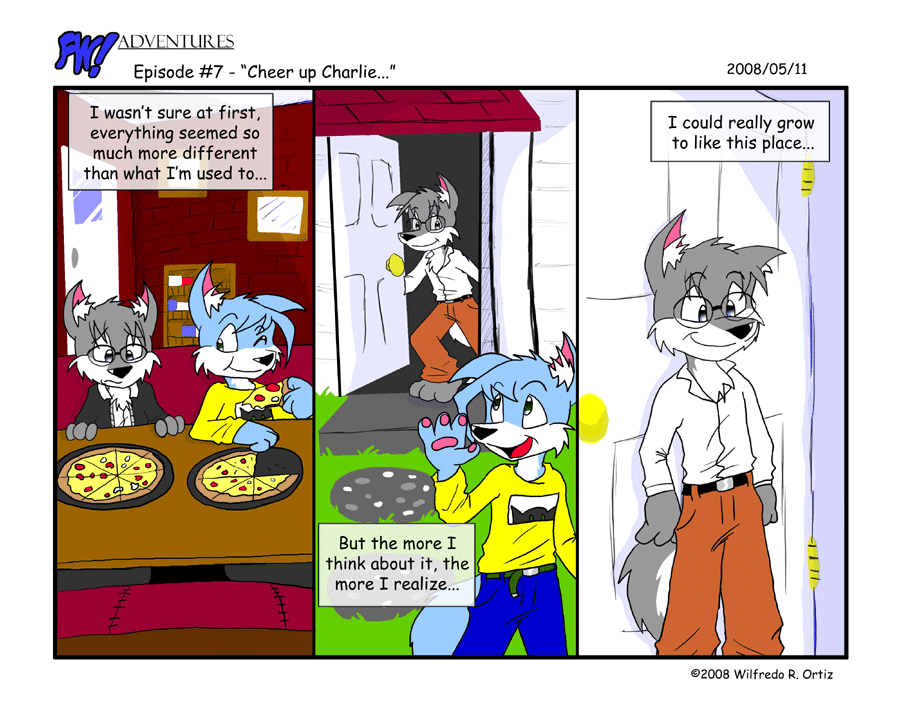 FW! ADVENTURES
Episode #7 - “Cheer up Charlie...”
2008/05/11
I wasn’t sure at first,
everything seemed so
much more different
than what I’m used to...
But the more I
think about it, the
more I realize...
I could really grow
to like this place...
©2008 Wilfredo R. Ortiz